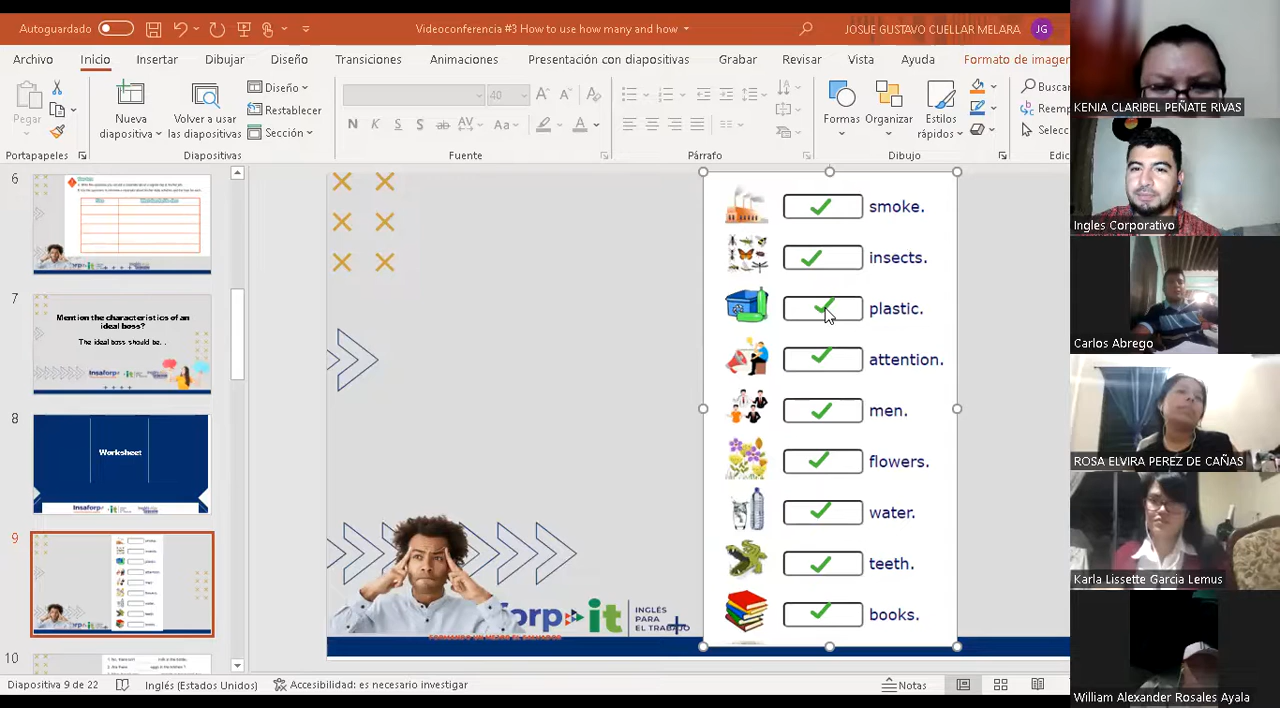 Autoguardado
Videoconferencia #3 How to use how many and how
JOSUE GUSTAVO CUELLAR MELARA
JG
Archivo Inicio Insertar Dibujar Diseño Transiciones Animaciones Presentación con diapositivas Grabar Revisar Vista Ayuda Formato de imagen
Pegar
Nueva diapositiva
Volver a usar las diapositivas
Diseño
Restablecer
Sección
40
Formas
Organizar
Estilos rápidos
Buscar
Reemp
Selecc
Portapapeles
Diapositivas
Fuente
Párrafo
Dibujo
Edic
6
7
Mention the characteristics of an
ideal boss?
The ideal boss should be. .
8
Worksheet
9
10
smoke.
insects.
plastic.
attention.
men.
flowers.
water.
teeth.
books.
INGLÉS
PARA
EL TRABAJO
KENIA CLARIBEL PEÑATE RIVAS
Ingles Corporativo
Carlos Abrego
ROSA ELVIRA PEREZ DE CAÑAS
Karla Lissette Garcia Lemus
William Alexander Rosales Ayala
Diapositiva 9 de 22
Inglés (Estados Unidos)
Accesibilidad: es necesario investigar
Notas